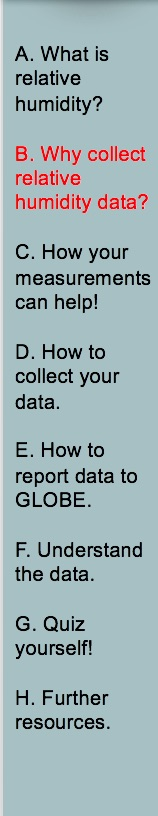 A. What is
relative
humidity?
B. Why collect
relative
humidity data?
C. How your
measurements
can help!
D. How to
collect your
data.
E. How to
report data to
GLOBE.
F. Understand
the data.
G. Quiz
yourself!
H. Further
resources.